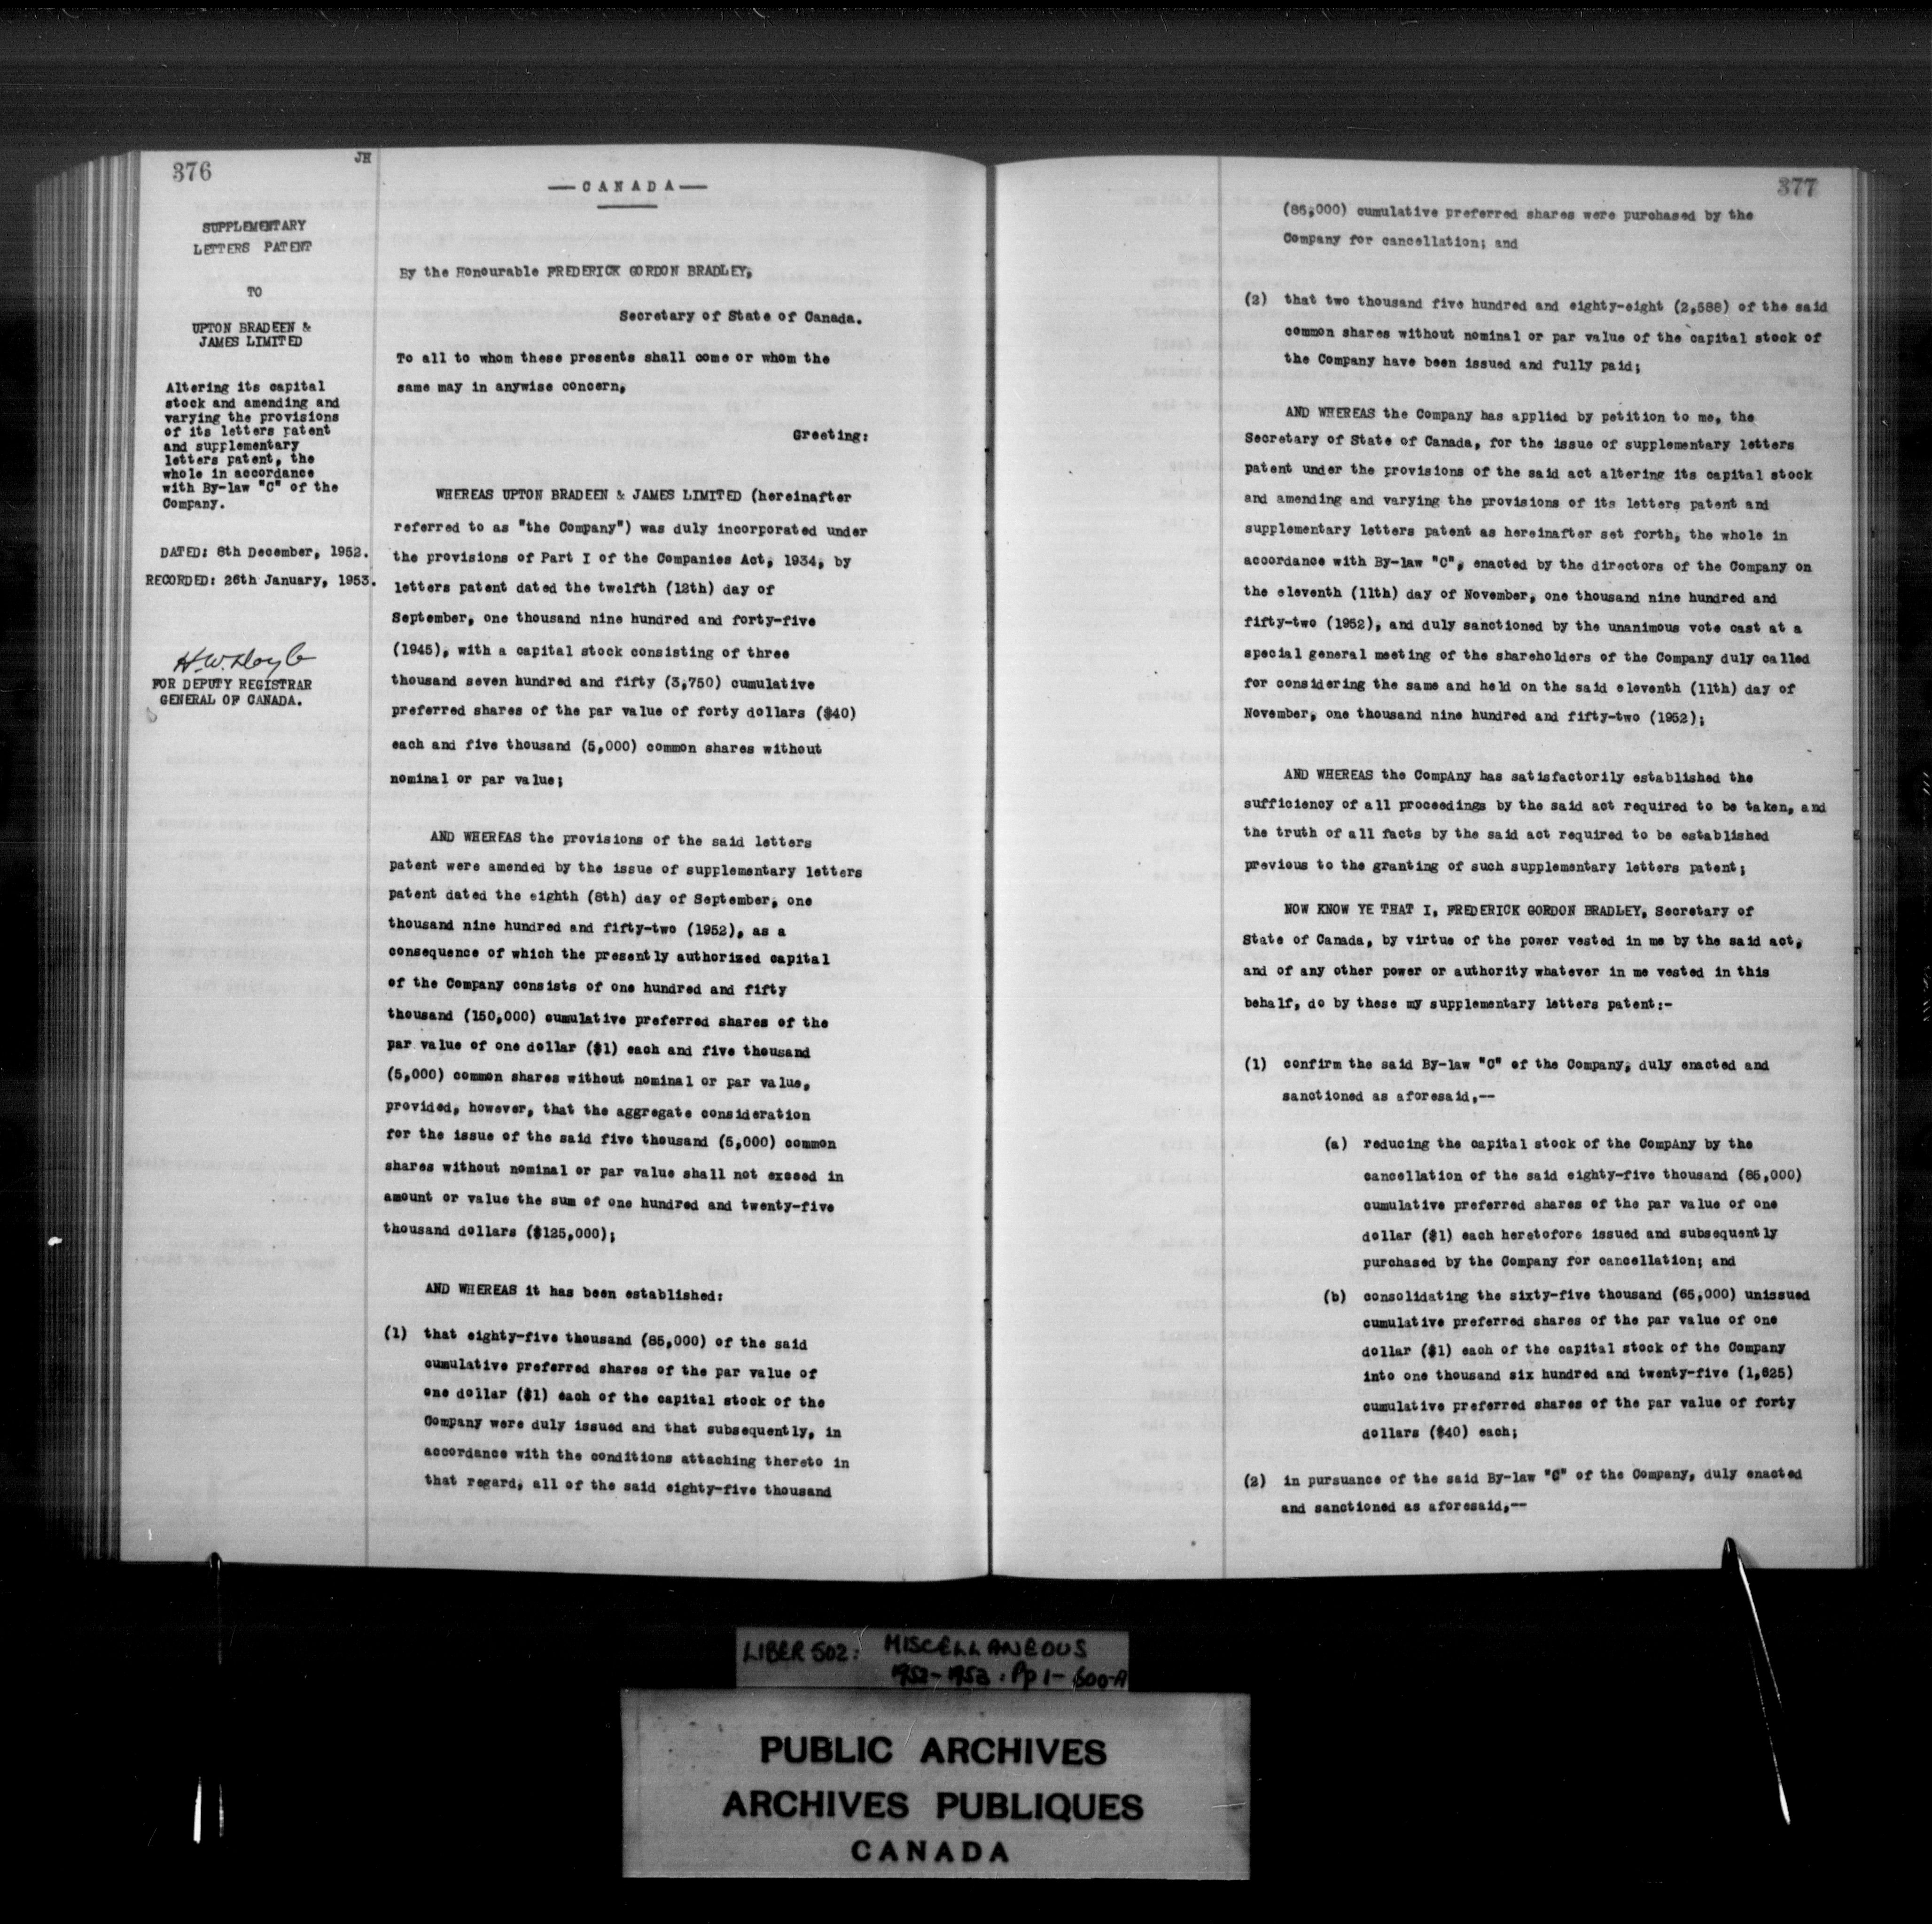 376
JH
SUPPLEMENTARY
LETTERS PATENT
TO
UPTON BRADEEN &
JAMES LIMITED
Altering its capital
stock and amending and
varying the provisions
of its letters patent
and supplementary
letters patent, the
whole in accordance
with By-law "C" of the
Company.
DATED: 8th December, 1952.
RECORDED: 26th January, 1953.
FOR DEPUTY REGISTRAR
GENERAL OF CANADA.
— CANADA —
By the Honourable FREDERICK GORDON BRADLEY,
Secretary of State of Canada.
To all to whom these presents shall come or whom the
same may in anywise concern,
Greeting:
WHEREAS UPTON BRADEEN & JAMES LIMITED (hereinafter
referred to as "the Company") was duly incorporated under
the provisions of Part I of the Companies Act, 1934, by
letters patent dated the twelfth (12th) day of
September, one thousand nine hundred and forty-five
(1945), with a capital stock consisting of three
thousand seven hundred and fifty (3,750) cumulative
preferred shares of the par value of forty dollars ($40)
each and five thousand (5,000) common shares without
nominal or par value;
AND WHEREAS the provisions of the said letters
patent were amended by the issue of supplementary letters
patent dated the eighth (8th) day of September, one
thousand nine hundred and fifty-two (1952), as a
consequence of which the presently authorized capital
of the Company consists of one hundred and fifty
thousand (150,000) cumulative preferred shares of the
par value of one dollar ($1) each and five thousand
(5,000) common shares without nominal or par value,
provided, however, that the aggregate consideration
for the issue of the said five thousand (5,000) common
shares without nominal or par value shall not exceed in
amount or value the sum of one hundred and twenty-five
thousand dollars ($125,000);
AND WHEREAS it has been established:
(1) that eighty-five thousand (85,000) of the said
cumulative preferred shares of the par value of
one dollar ($1) each of the capital stock of the
Company were duly issued and that subsequently, in
accordance with the conditions attaching thereto in
that regard, all of the said eighty-five thousand
377
(85,000) cumulative preferred shares were purchased by the
Company for cancellation; and
(2) that two thousand five hundred and eighty-eight (2,588) of the said
common shares without nominal or par value of the capital stock of
the Company have been issued and fully paid;
AND WHEREAS the Company has applied by petition to me, the
Secretary of State of Canada, for the issue of supplementary letters
patent under the provisions of the said act altering its capital stock
and amending and varying the provisions of its letters patent and
supplementary letters patent as hereinafter set forth, the whole in
accordance with By-law "C", enacted by the directors of the Company on
the eleventh (11th) day of November, one thousand nine hundred and
fifty-two (1952), and duly sanctioned by the unanimous vote cast at a
special general meeting of the shareholders of the Company duly called
for considering the same and held on the said eleventh (11th) day of
November, one thousand nine hundred and fifty-two (1952);
AND WHEREAS the CompAny has satisfactorily established the
sufficiency of all proceedings by the said act required to be taken, and
the truth of all facts by the said act required to be established
previous to the granting of such supplementary letters patent;
NOW KNOW YE THAT I, FREDERICK GORDON BRADLEY, Secretary of
State of Canada, by virtue of the power vested in me by the said act,
and of any other power or authority whatever in me vested in this
behalf, do by these my supplementary letters patent:-
(1) confirm the said By-law "C" of the Company, duly enacted and
sanctioned as aforesaid,--
(a) reducing the capital stock of the CompAny by the
cancellation of the said eighty-five thousand (85,000)
cumulative preferred shares of the par value of one
dollar ($1) each heretofore issued and subsequently
purchased by the Company for cancellation; and
(b) consolidating the sixty-five thousand (65,000) unissued
cumulative preferred shares of the par value of one
dollar ($1) each of the capital stock of the Company
into one thousand six hundred and twenty-five (1,625)
cumulative preferred shares of the par value of forty
dollars ($40) each;
(2) in pursuance of the said By-law "C" of the Company, duly enacted
and sanctioned as aforesaid,--
LIBER 502: MISCELLANEOUS
1952-1953: Pp 1- 600-A
PUBLIC ARCHIVES
ARCHIVES PUBLIQUES
CANADA